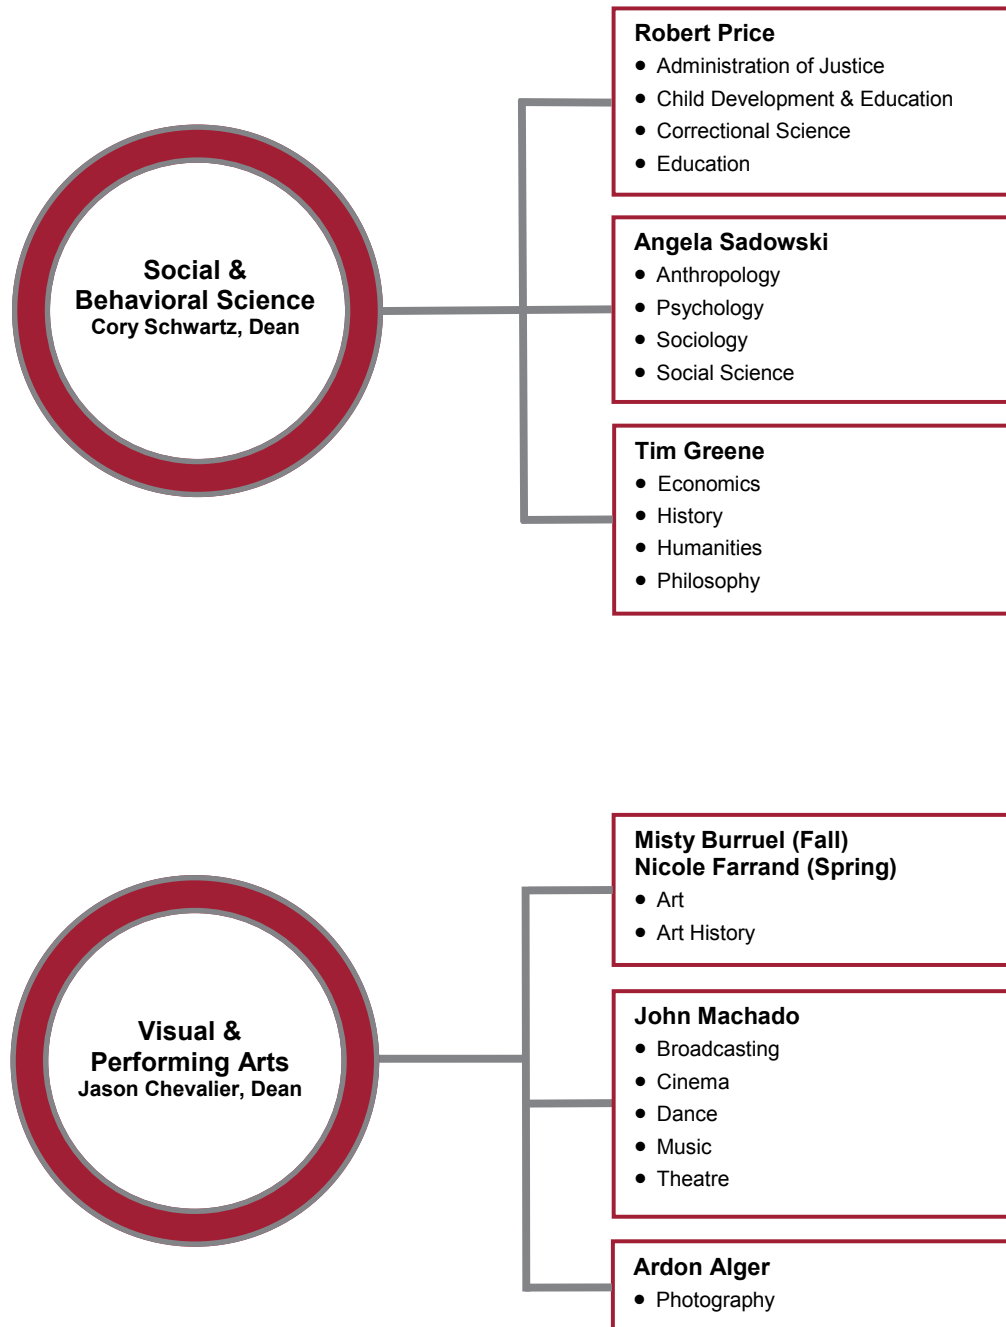 Social &
Behavioral Science
Cory Schwartz, Dean
Robert Price
• Administration of Justice
• Child Development & Education
• Correctional Science
• Education
Angela Sadowski
• Anthropology
• Psychology
• Sociology
• Social Science
Tim Greene
• Economics
• History
• Humanities
• Philosophy
Visual &
Performing Arts
Jason Chevalier, Dean
Misty Burruel (Fall)
Nicole Farrand (Spring)
• Art
• Art History
John Machado
• Broadcasting
• Cinema
• Dance
• Music
• Theatre
Ardon Alger
• Photography